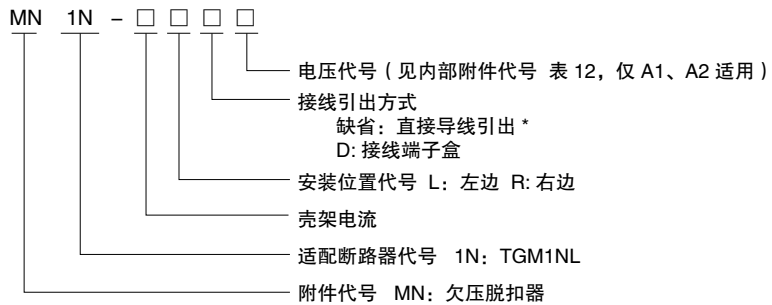 MN 1N - □ □ □ □
电压代号(见内部附件代号 表 12，仅 A1、A2 适用)
接线引出方式
缺省：直接导线引出 *
D: 接线端子盒
安装位置代号 L：左边 R: 右边
壳架电流
适配断路器代号 1N：TGM1NL
附件代号 MN：欠压脱扣器